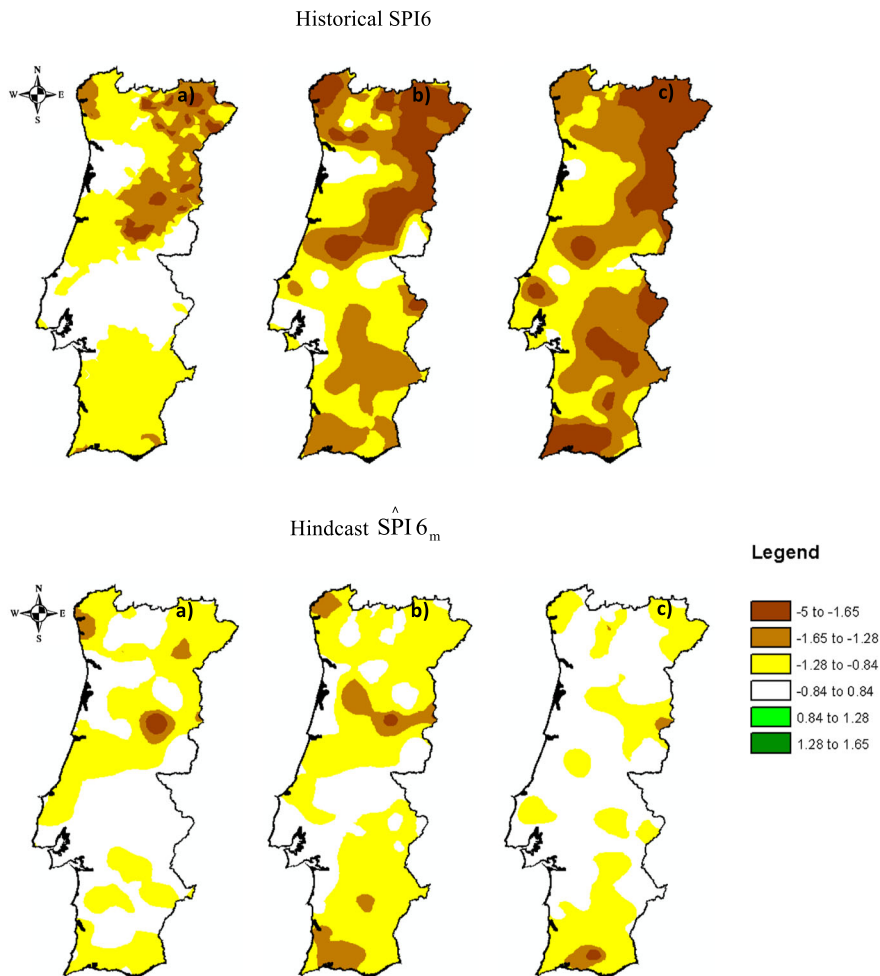 Historical SPI6
a)
b)
c)
N
W E
S
Hindcast SP^I 6m
a)
b)
c)
N
W E
S
Legend
-5 to -1.65
-1.65 to -1.28
-1.28 to -0.84
-0.84 to 0.84
0.84 to 1.28
1.28 to 1.65